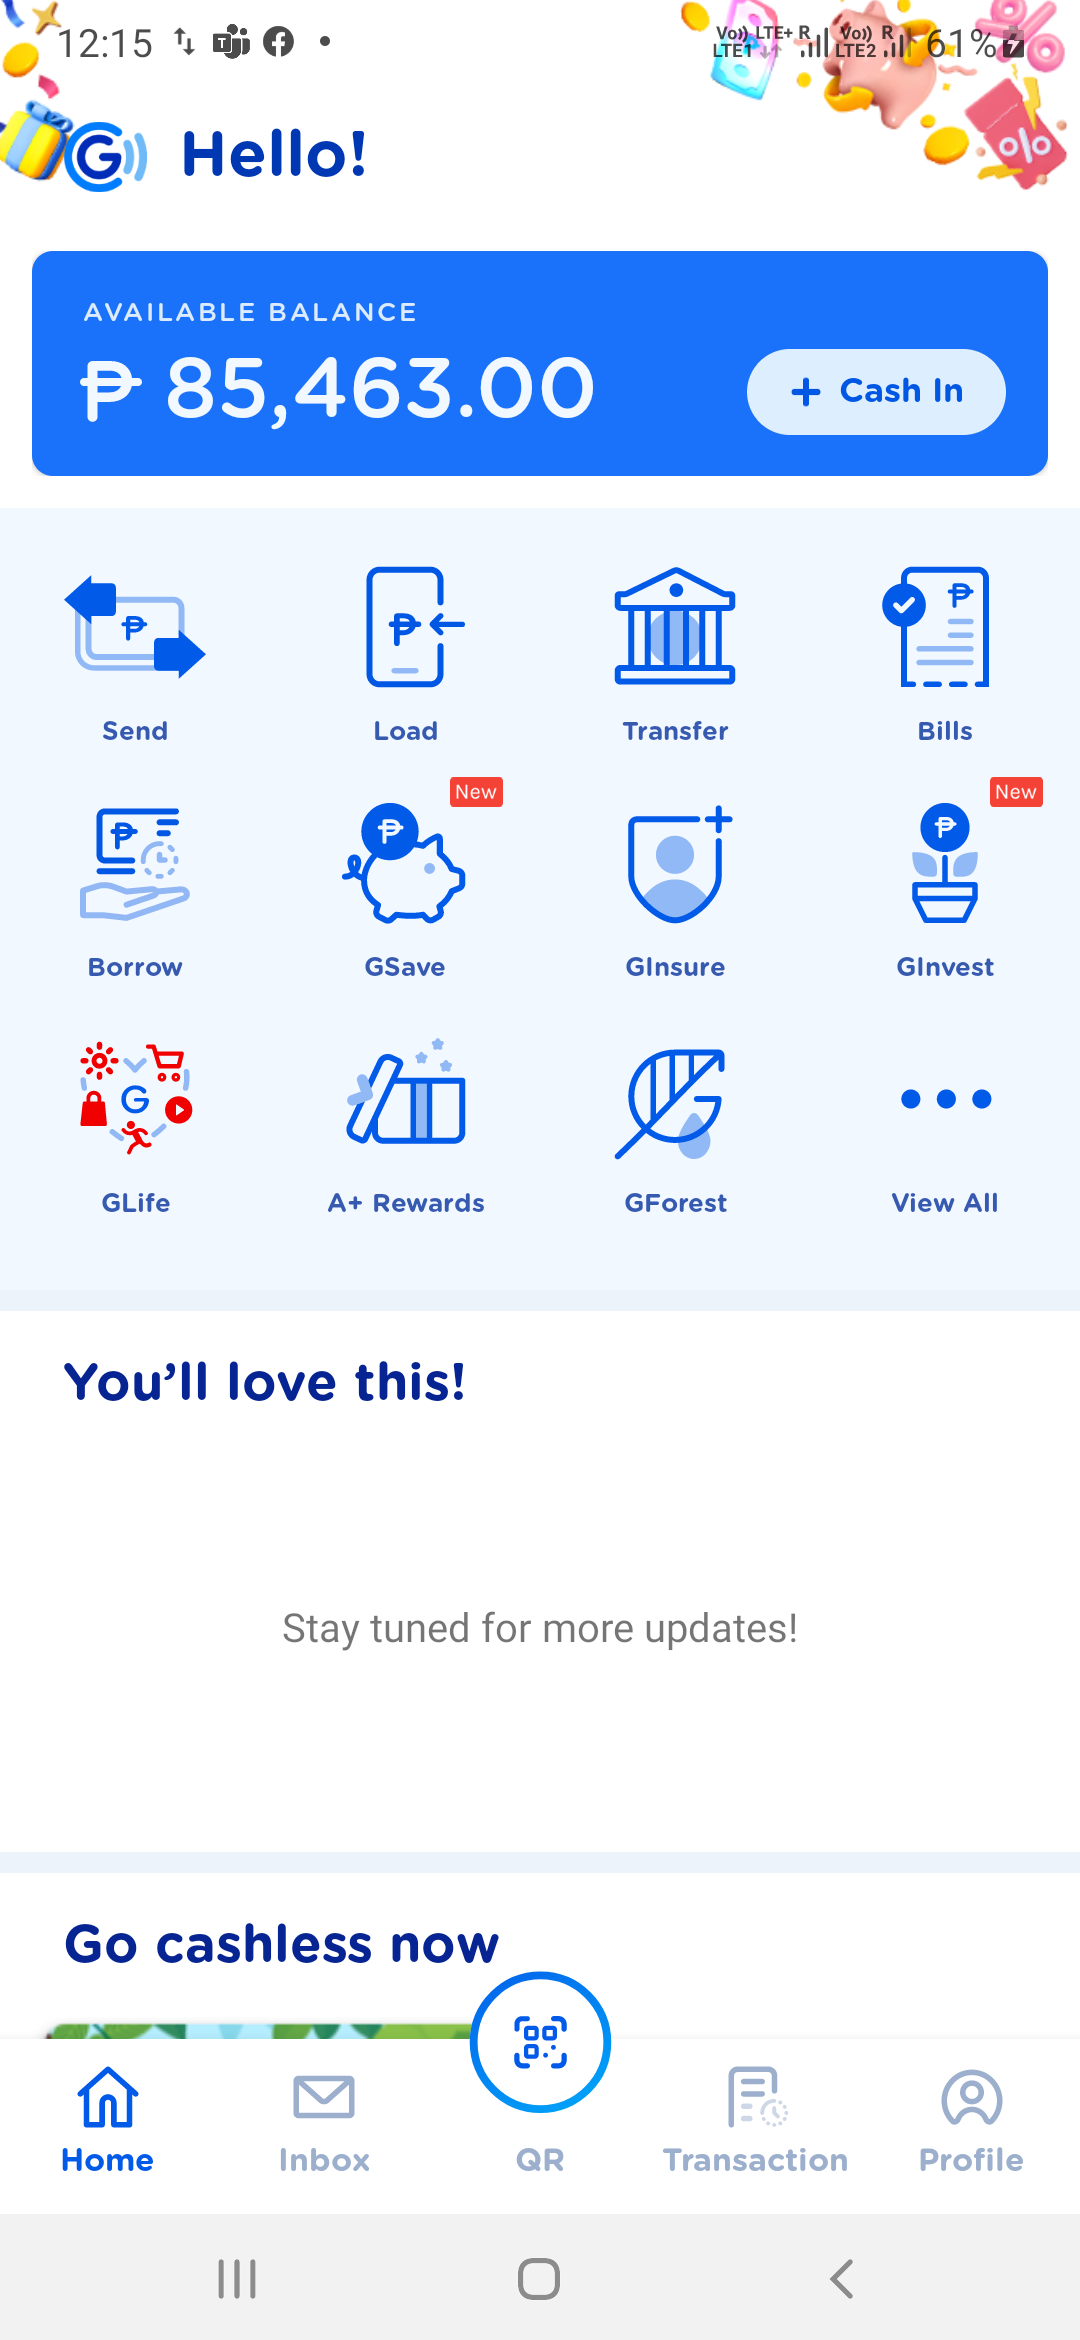 12:15
Vo)) LTE+ R Vo)) R
LTE1 LTE2 61%
Hello!
AVAILABLE BALANCE
₱ 85,463.00
+ Cash In
Send Load Transfer Bills
New New
Borrow GSave GInsure GInvest
GLife A+ Rewards GForest View All
You’ll love this!
Stay tuned for more updates!
Go cashless now
Home Inbox QR Transaction Profile